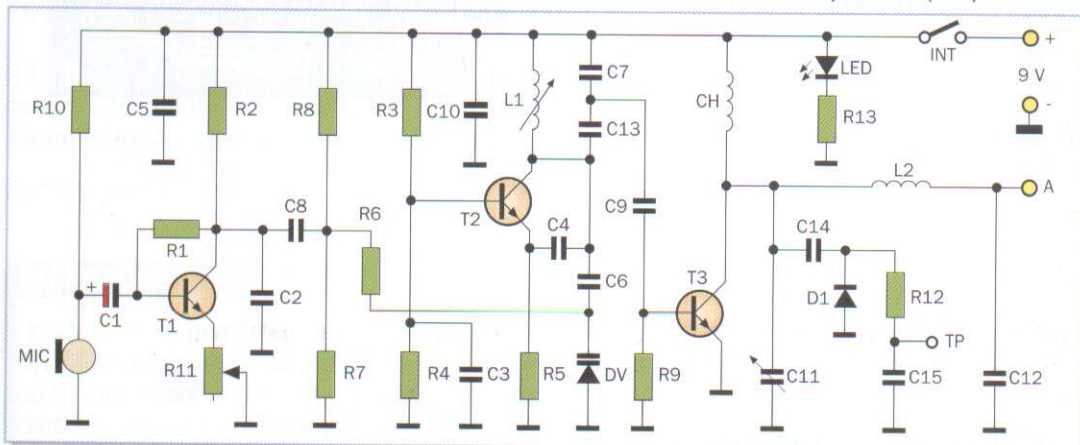 INT
+
9 V
-
LED
R13
C7
L1
CH
R10
C5
R2
R8
R3
C10
C13
A
L2
T2
C9
C8
R6
C4
C14
R1
C6
T3
D1
R12
+
C1
T1
C2
TP
MIC
R11
R7
R4
C3
R5
DV
R9
C11
C15
C12